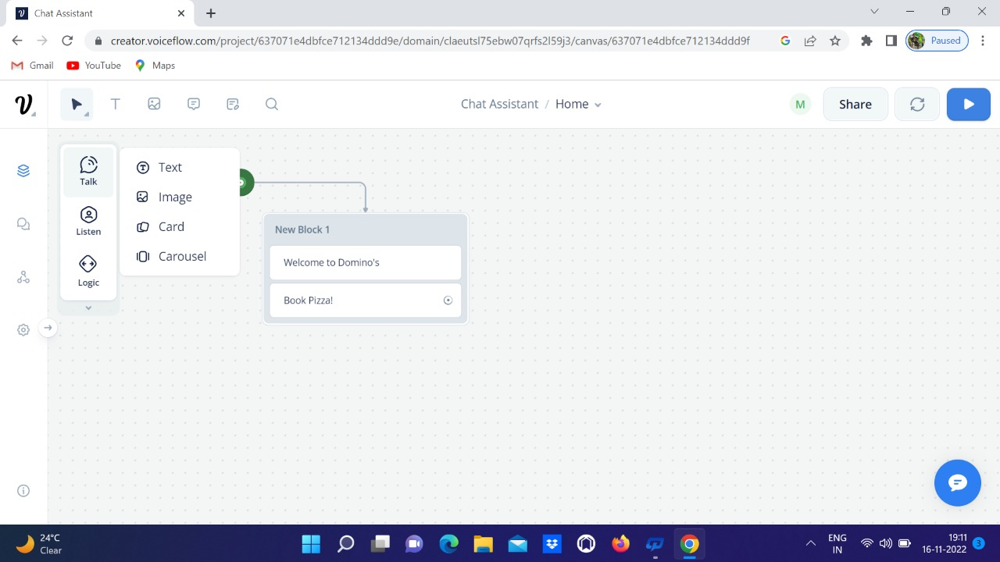 Chat Assistant
creator.voiceflow.com/project/637071e4dbfce712134ddd9e/domain/claeutsl75ebw07qrfs2l59j3/canvas/637071e4dbfce712134ddd9f
Paused
Gmail
YouTube
Maps
Chat Assistant / Home
M
Share
Talk
Listen
Logic
Text
Image
Card
Carousel
New Block 1
Welcome to Domino's
Book Pizza!
24°C
Clear
ENG
IN
19:11
16-11-2022
3